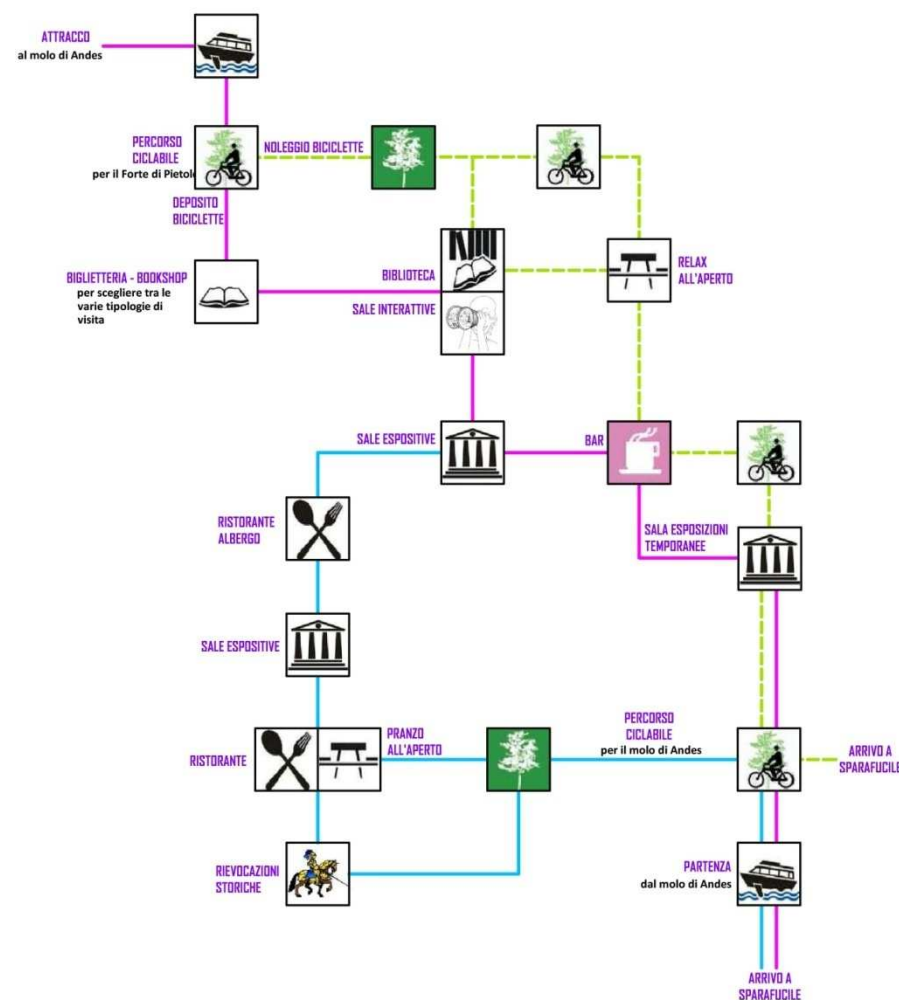 ATTRACCO
al molo di Andes
PERCORSO
CICLABILE
per il Forte di Pietol
NOLEGGIO BICICLETTE
DEPOSITO
BICICLETTE
BIGLIETTERIA - BOOKSHOP
per scegliere tra le
varie tipologie di
visita
BIBLIOTECA
SALE INTERATTIVE
RELAX
ALL'APERTO
SALE ESPOSITIVE
BAR
RISTORANTE
ALBERGO
SALA ESPOSIZIONI
TEMPORANEE
SALE ESPOSITIVE
RISTORANTE
PRANZO
ALL'APERTO
PERCORSO
CICLABILE
per il molo di Andes
ARRIVO A
SPARAFUCILE
RIEVOCAZIONI
STORICHE
PARTENZA
dal molo di Andes
ARRIVO A
SPARAFUCILE